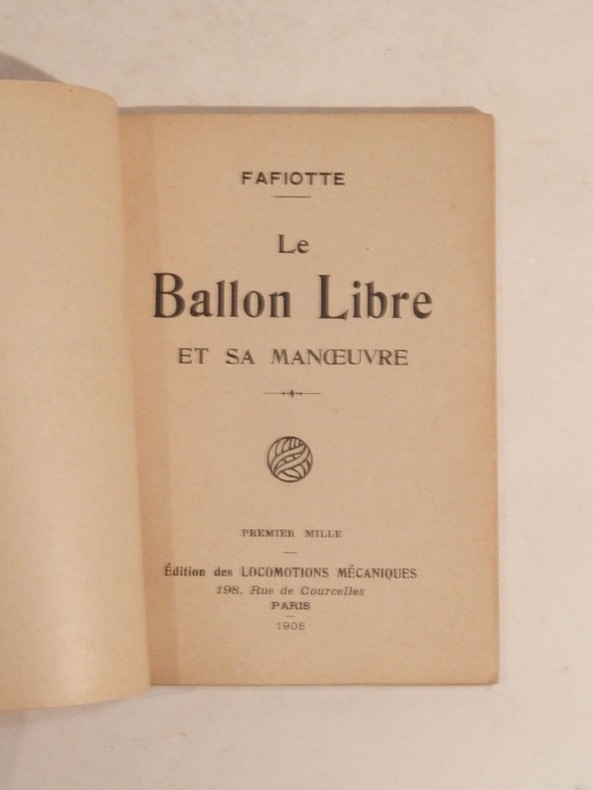 FAFIOTTE
Le
Ballon Libre
ET SA MANŒUVRE
PREMIER MILLE
Édition des LOCOMOTIONS MÉCANIQUES
198, Rue de Courcelles
PARIS
1908